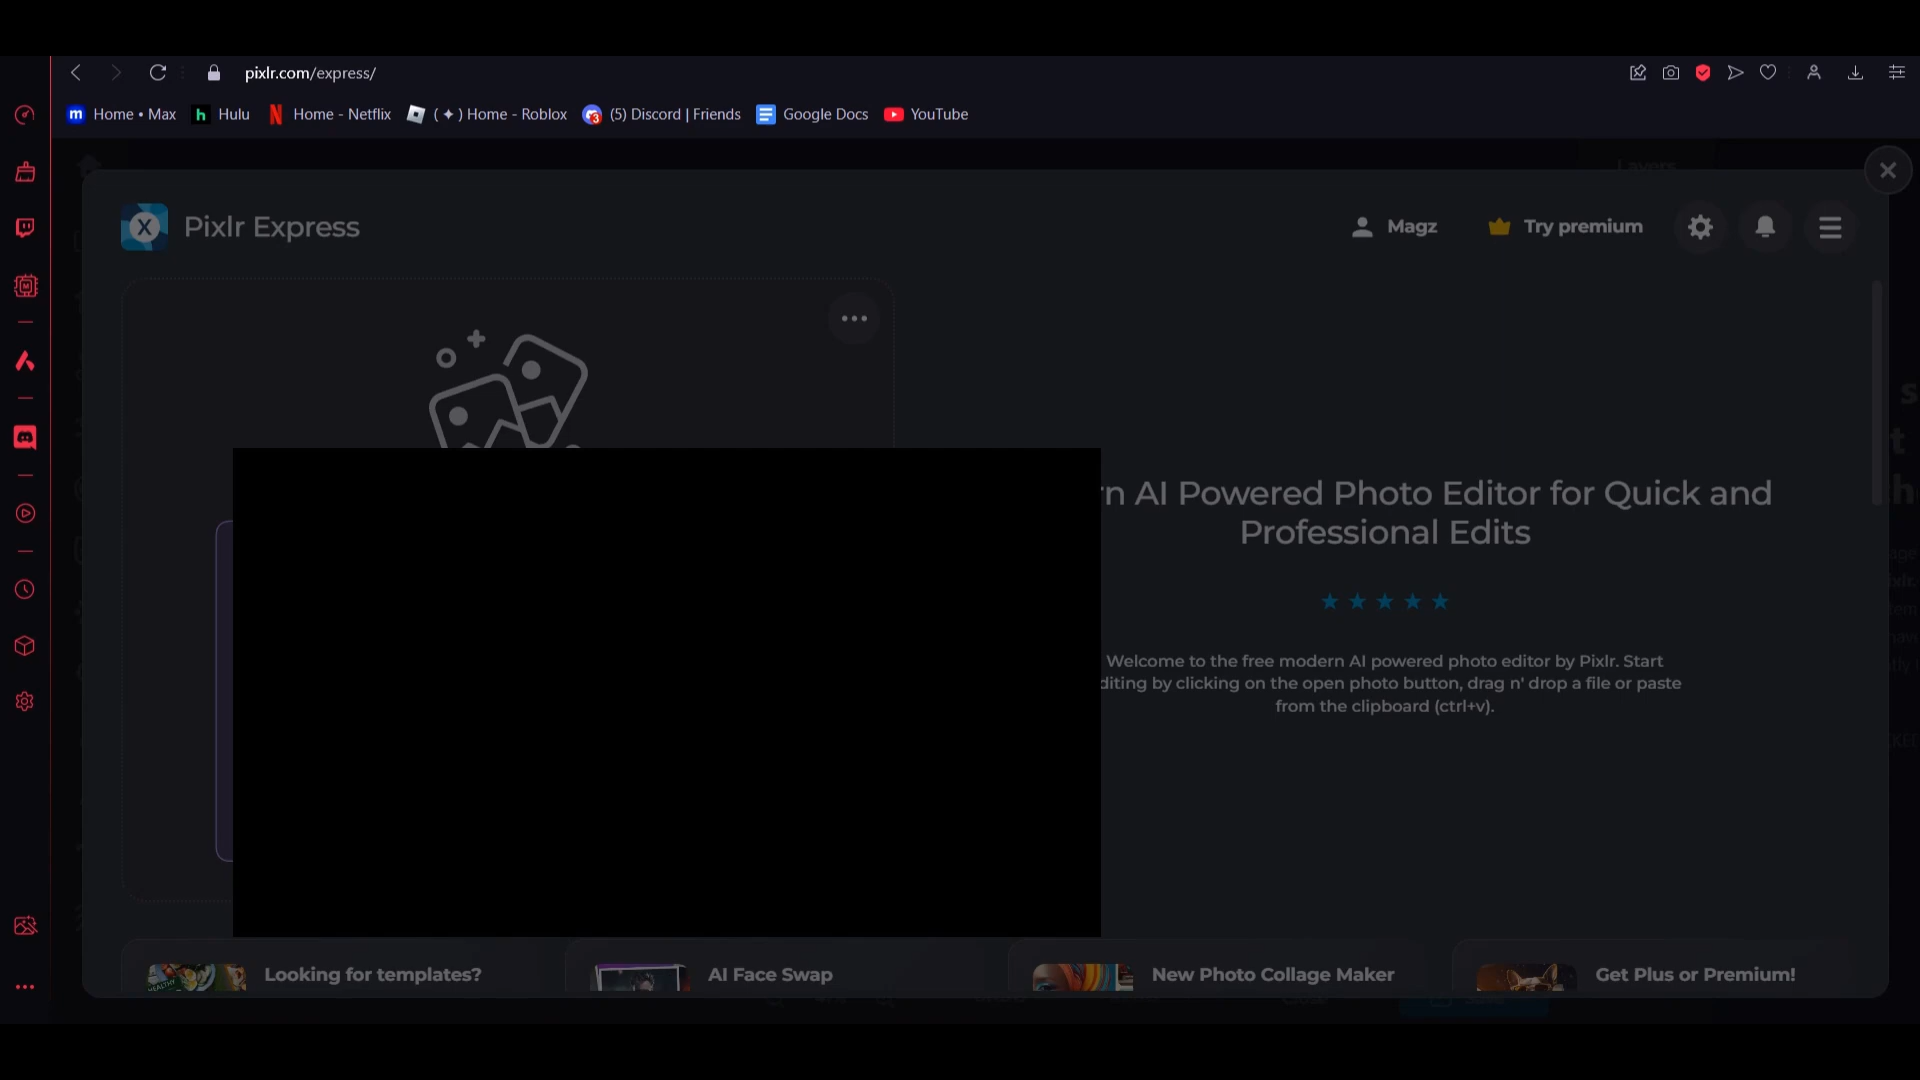 pixlr.com/express/
Home • Max
Hulu
Home - Netflix
( ✦ ) Home - Roblox
(5) Discord | Friends
Google Docs
YouTube
Layers
Pixlr Express
Magz
Try premium
AI Powered Photo Editor for Quick and
Professional Edits
Welcome to the free modern AI powered photo editor by Pixlr. Start
diting by clicking on the open photo button, drag n' drop a file or paste
from the clipboard (ctrl+v).
Looking for templates?
AI Face Swap
New Photo Collage Maker
Get Plus or Premium!